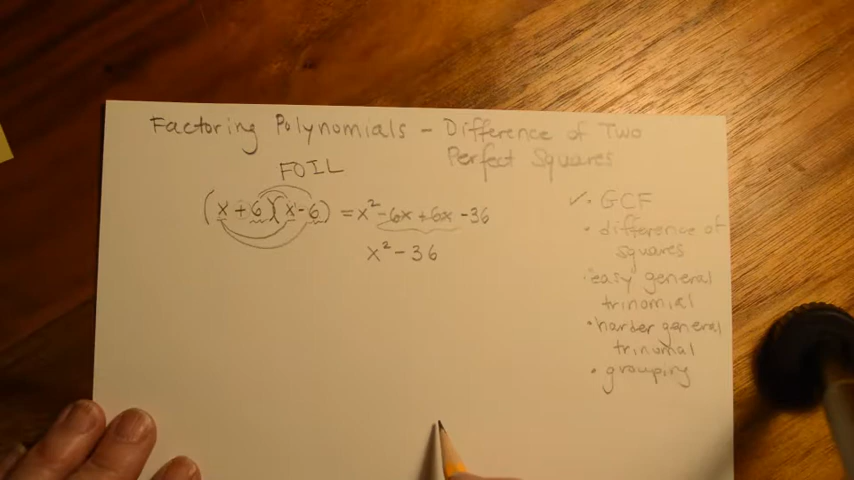 Factoring Polynomials - Difference of Two
Perfect Squares
FOIL
(x+6)(x-6) = x² -6x +6x -36
x² - 36
✓ • GCF
• difference of
squares
• easy general
trinomial
• harder general
trinomial
• grouping